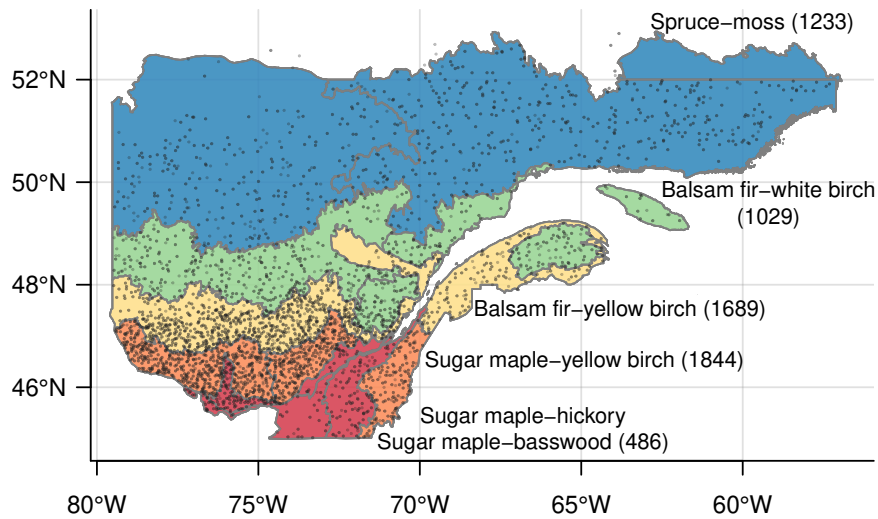 Spruce−moss (1233)
52°N
50°N
Balsam fir−white birch
(1029)
48°N
Balsam fir−yellow birch (1689)
Sugar maple−yellow birch (1844)
46°N
Sugar maple−hickory
Sugar maple−basswood (486)
80°W 75°W 70°W 65°W 60°W